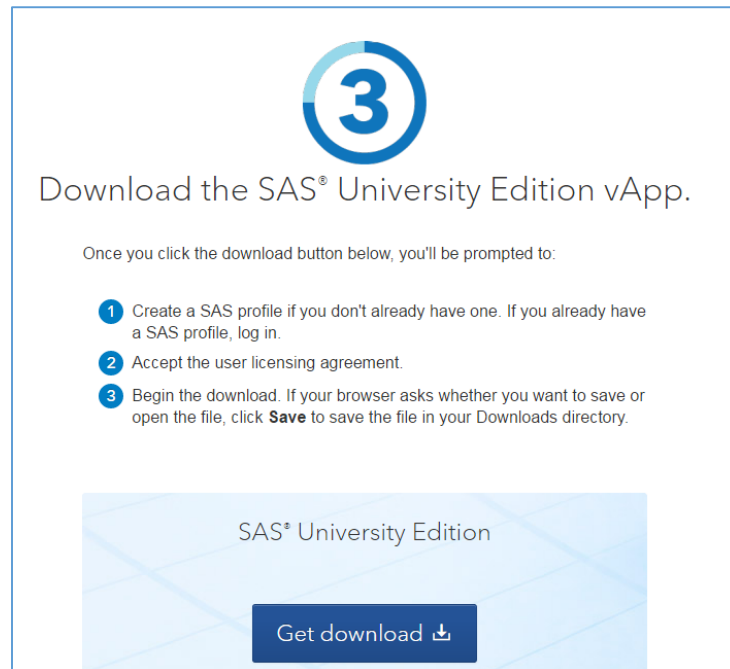 3
Download the SAS® University Edition vApp.
Once you click the download button below, you'll be prompted to:
1 Create a SAS profile if you don't already have one. If you already have
a SAS profile, log in.
2 Accept the user licensing agreement.
3 Begin the download. If your browser asks whether you want to save or
open the file, click Save to save the file in your Downloads directory.
SAS® University Edition
Get download